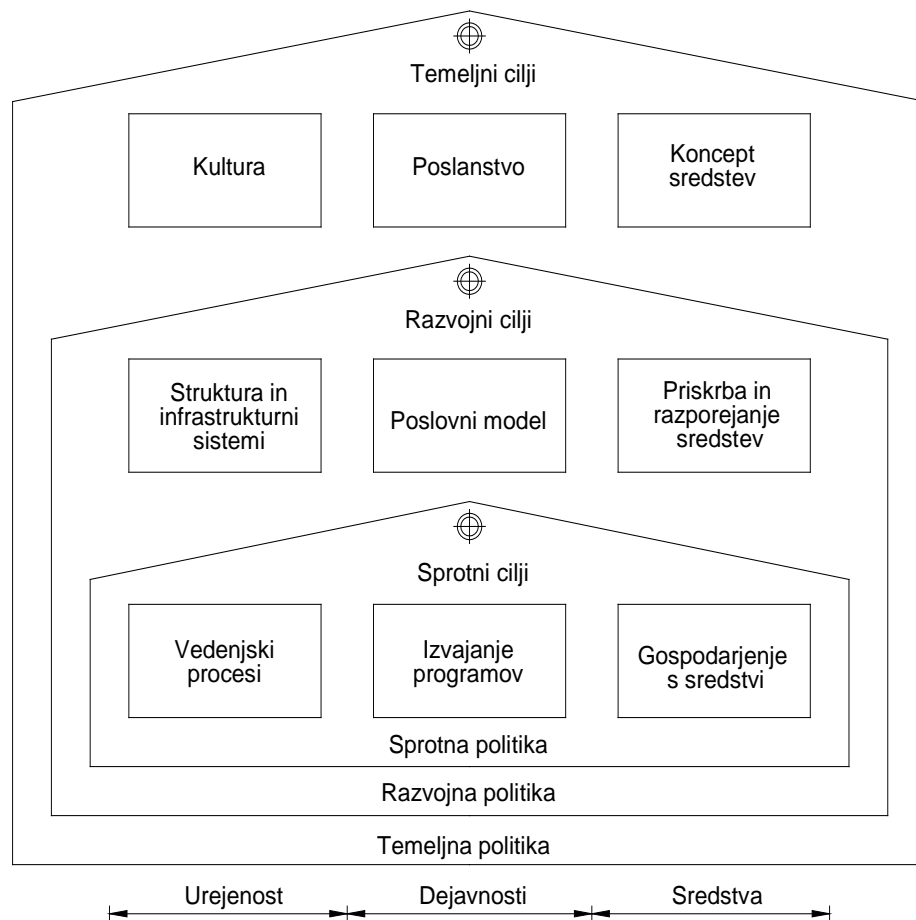 Temeljni cilji
Kultura
Poslanstvo
Koncept
sredstev
Razvojni cilji
Struktura in
infrastrukturni
sistemi
Poslovni model
Priskrba in
razporejanje
sredstev
Sprotni cilji
Vedenjski
procesi
Izvajanje
programov
Gospodarjenje
s sredstvi
Sprotna politika
Razvojna politika
Temeljna politika
Urejenost
Dejavnosti
Sredstva